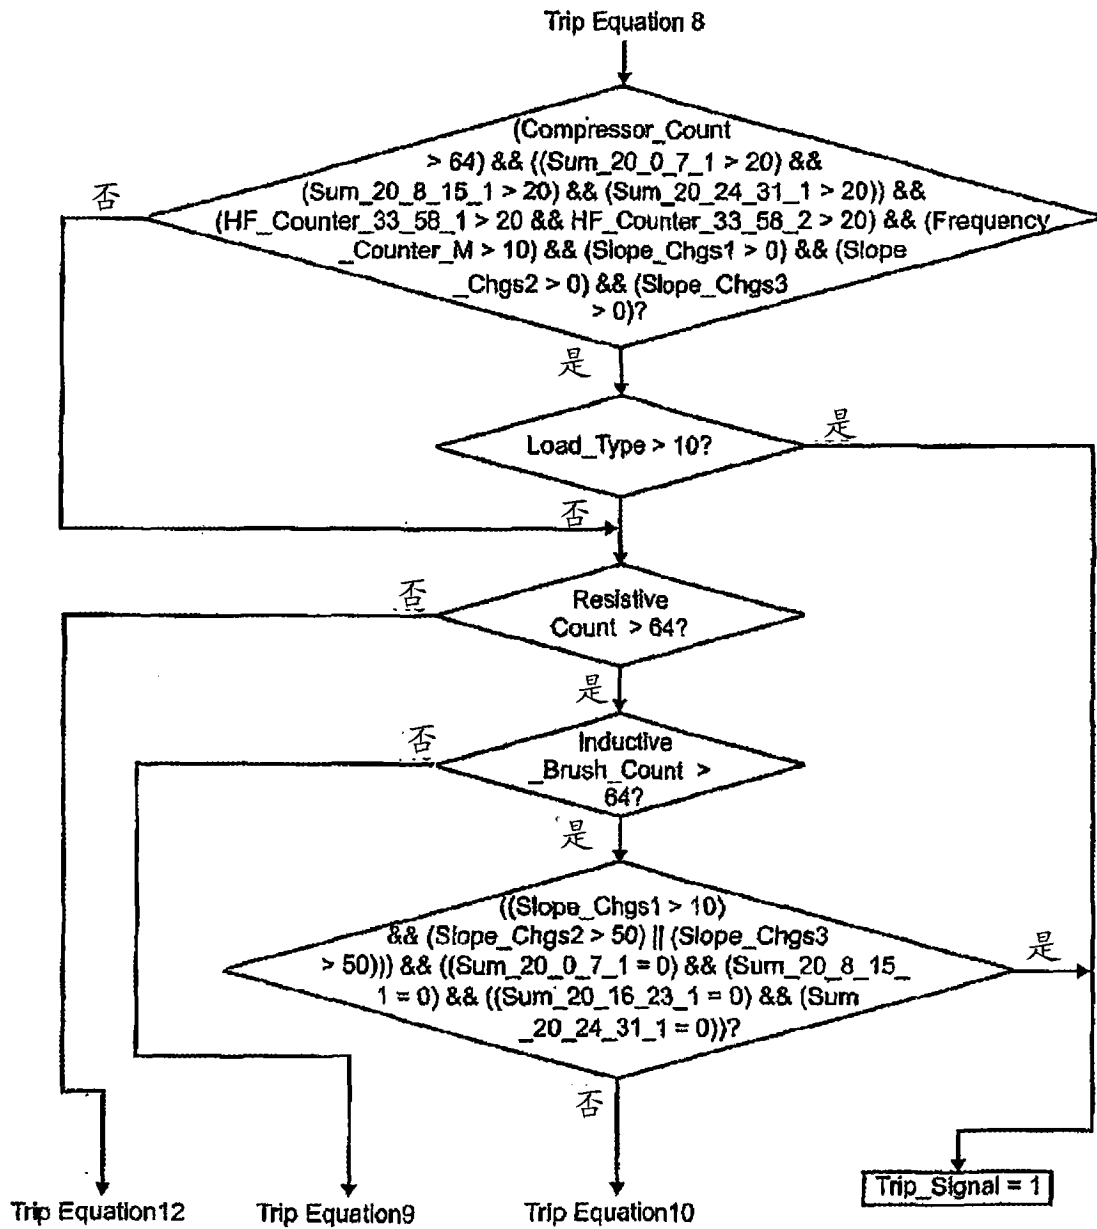 Trip Equation 8
(Compressor_Count
> 64) && ((Sum_20_0_7_1 > 20) &&
(Sum_20_8_15_1 > 20) && (Sum_20_24_31_1 > 20)) &&
(HF_Counter_33_58_1 > 20 && HF_Counter_33_58_2 > 20) && (Frequency
_Counter_M > 10) && (Slope_Chgs1 > 0) && (Slope
_Chgs2 > 0) && (Slope_Chgs3
> 0)?
否
是
Load_Type > 10?
是
否
Resistive
Count > 64?
否
是
Inductive
_Brush_Count >
64?
否
是
((Slope_Chgs1 > 10)
&& (Slope_Chgs2 > 50) || (Slope_Chgs3
> 50))) && ((Sum_20_0_7_1 = 0) && (Sum_20_8_15_
1 = 0) && ((Sum_20_16_23_1 = 0) && (Sum
_20_24_31_1 = 0))?
是
否
Trip Equation12
Trip Equation9
Trip Equation10
Trip_Signal = 1